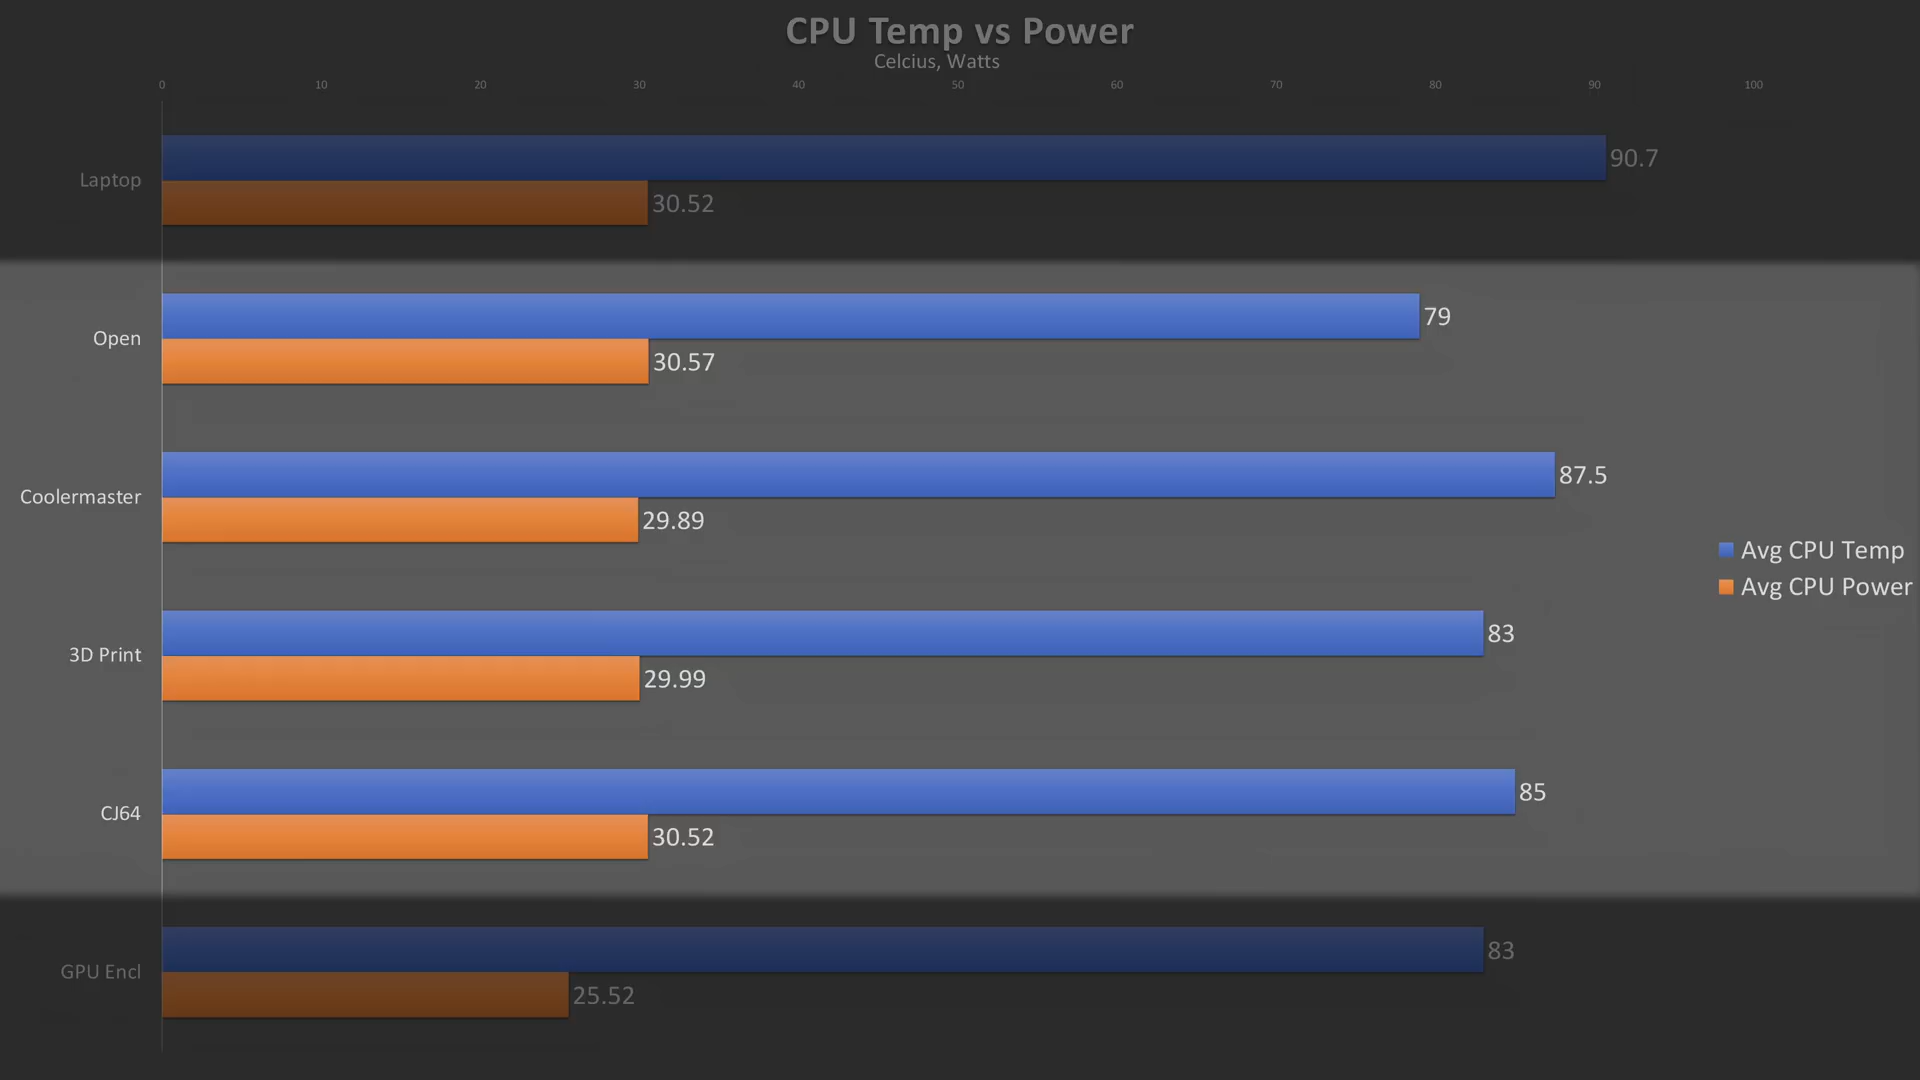 CPU Temp vs Power
Celcius, Watts
0 10 20 30 40 50 60 70 80 90 100
Laptop
90.7
30.52
Open
79
30.57
Coolermaster
87.5
29.89
3D Print
83
29.99
CJ64
85
30.52
GPU Encl
83
25.52
Avg CPU Temp
Avg CPU Power